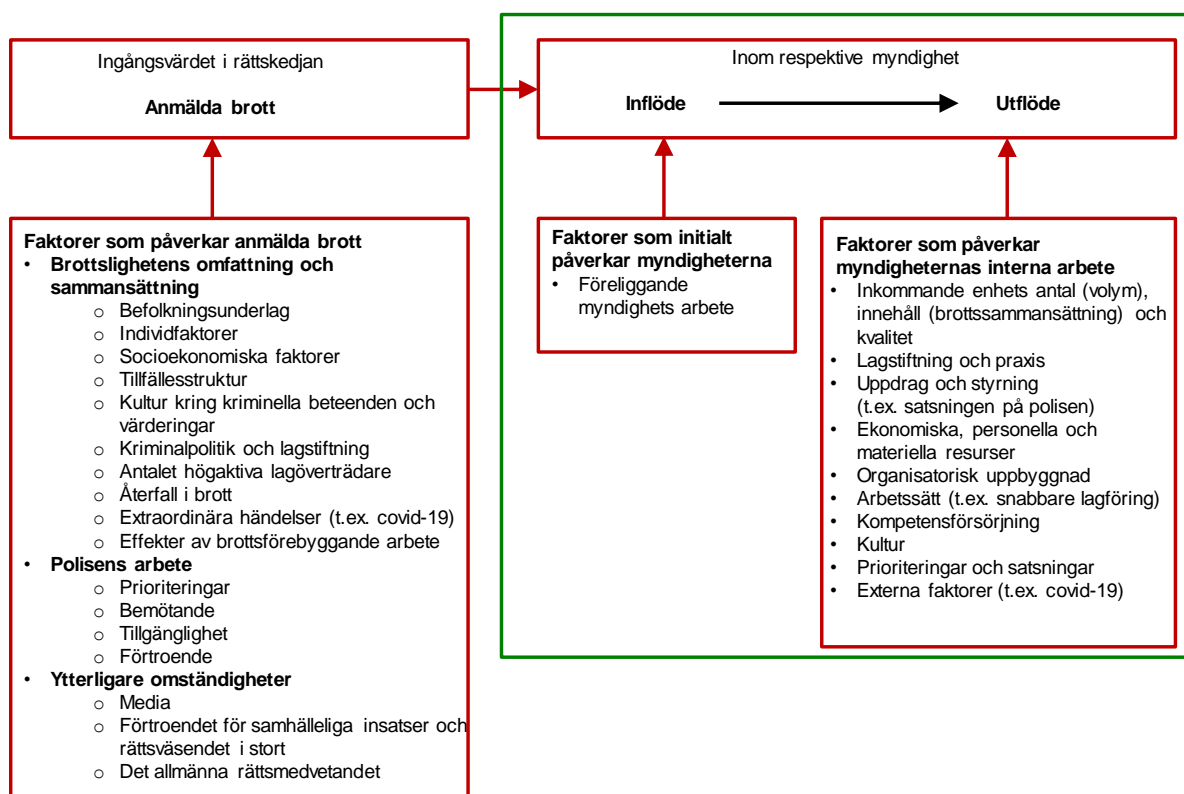 Ingångsvärdet i rättskedjan
Anmälda brott
Inom respektive myndighet
Inflöde
Utflöde
Faktorer som påverkar anmälda brott
• Brottslighetens omfattning och
sammansättning
o Befolkningsunderlag
o Individfaktorer
o Socioekonomiska faktorer
o Tillfällesstruktur
o Kultur kring kriminella beteenden och
värderingar
o Kriminalpolitik och lagstiftning
o Antalet högaktiva lagöverträdare
o Återfall i brott
o Extraordinära händelser (t.ex. covid-19)
o Effekter av brottsförebyggande arbete
• Polisens arbete
o Prioriteringar
o Bemötande
o Tillgänglighet
o Förtroende
• Ytterligare omständigheter
o Media
o Förtroendet för samhälleliga insatser och
rättsväsendet i stort
o Det allmänna rättsmedvetandet
Faktorer som initialt
påverkar myndigheterna
• Föreliggande
myndighets arbete
Faktorer som påverkar
myndigheternas interna arbete
• Inkommande enhets antal (volym),
innehåll (brottssammansättning) och
kvalitet
• Lagstiftning och praxis
• Uppdrag och styrning
(t.ex. satsningen på polisen)
• Ekonomiska, personella och
materiella resurser
• Organisatorisk uppbyggnad
• Arbetssätt (t.ex. snabbare lagföring)
• Kompetensförsörjning
• Kultur
• Prioriteringar och satsningar
• Externa faktorer (t.ex. covid-19)